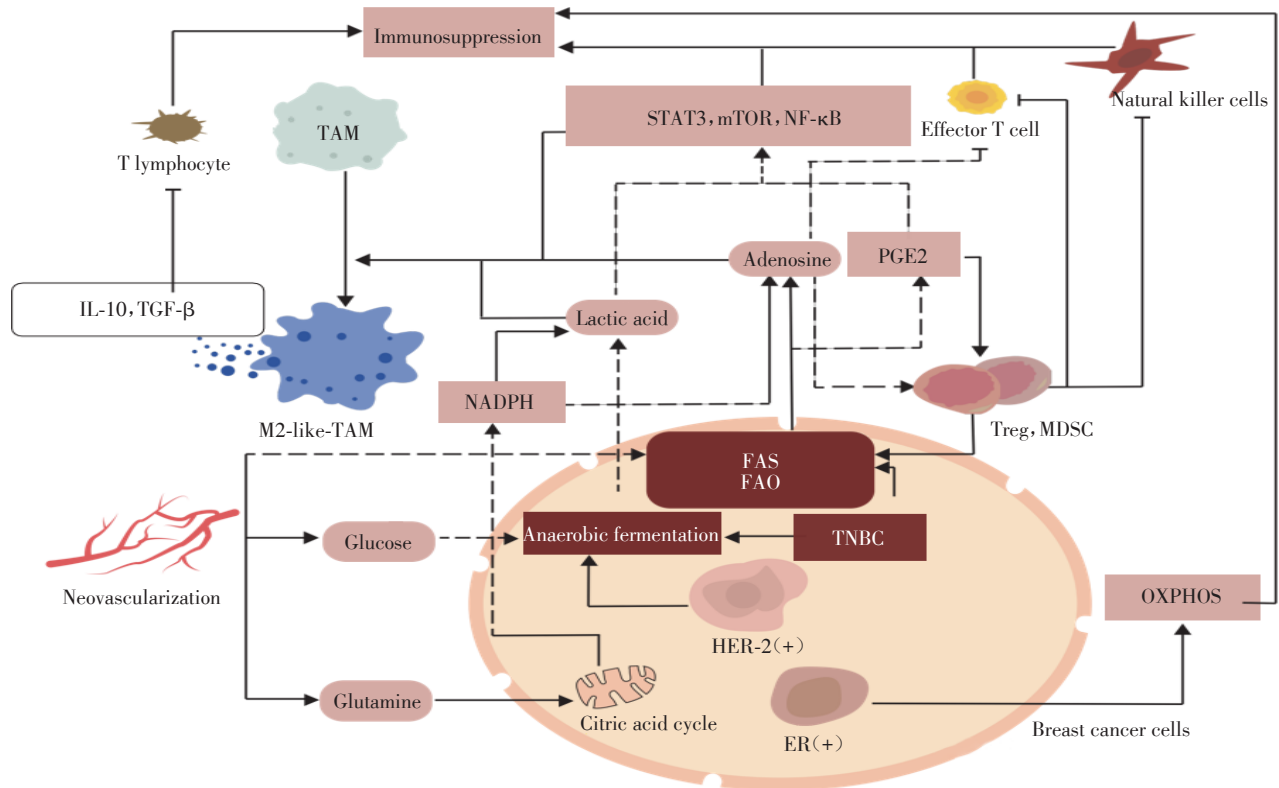 Immunosuppression
TAM
STAT3,mTOR,NF-κB
Natural killer cells
Effector T cell
T lymphocyte
Adenosine
PGE2
IL-10,TGF-β
Lactic acid
NADPH
M2-like-TAM
Treg,MDSC
FAS
FAO
Glucose
Anaerobic fermentation
TNBC
Neovascularization
OXPHOS
HER-2(+)
Glutamine
Citric acid cycle
ER(+)
Breast cancer cells